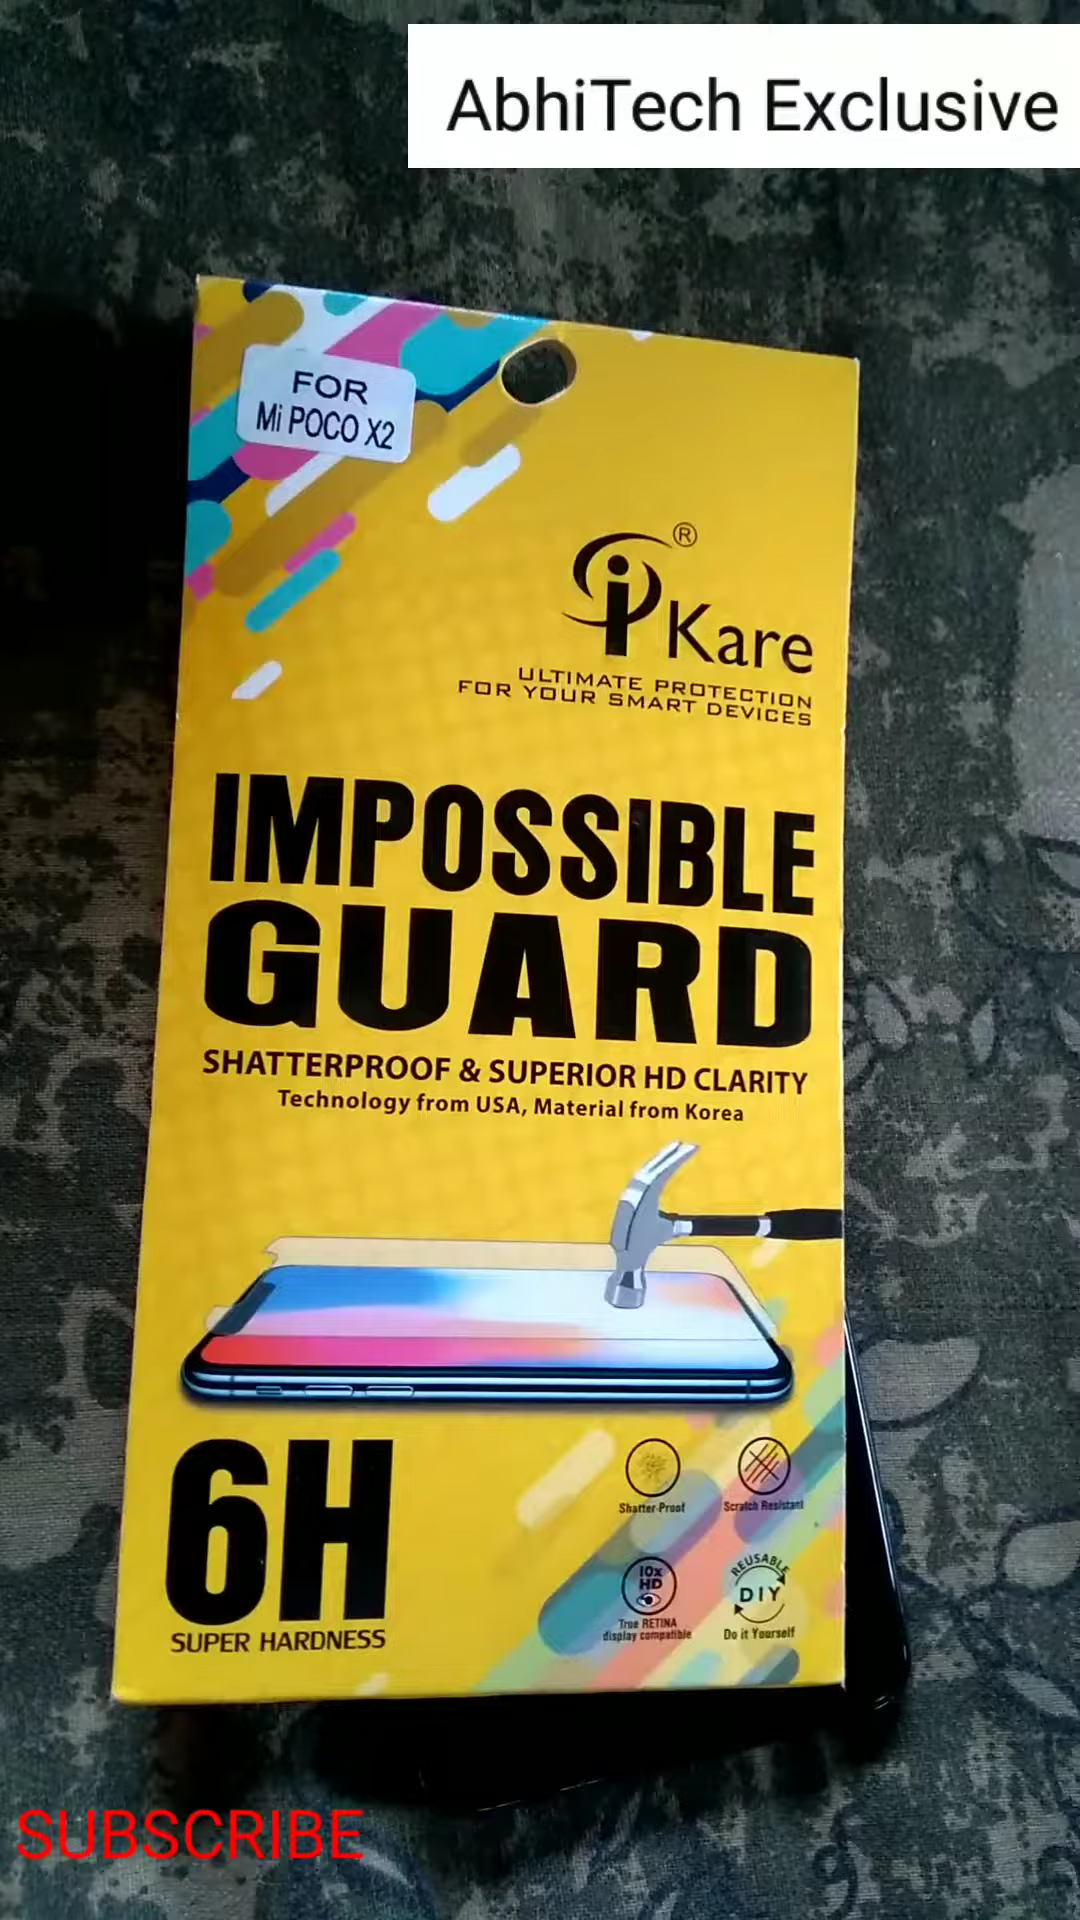 AbhiTech Exclusive
FOR
Mi POCO X2
®
iKare
ULTIMATE PROTECTION
FOR YOUR SMART DEVICES
IMPOSSIBLE
GUARD
SHATTERPROOF & SUPERIOR HD CLARITY
Technology from USA, Material from Korea
6H
SUPER HARDNESS
Shatter-Proof
Scratch Resistant
10x
HD
True RETINA
display compatible
REUSABLE
DIY
Do it Yourself
SUBSCRIBE